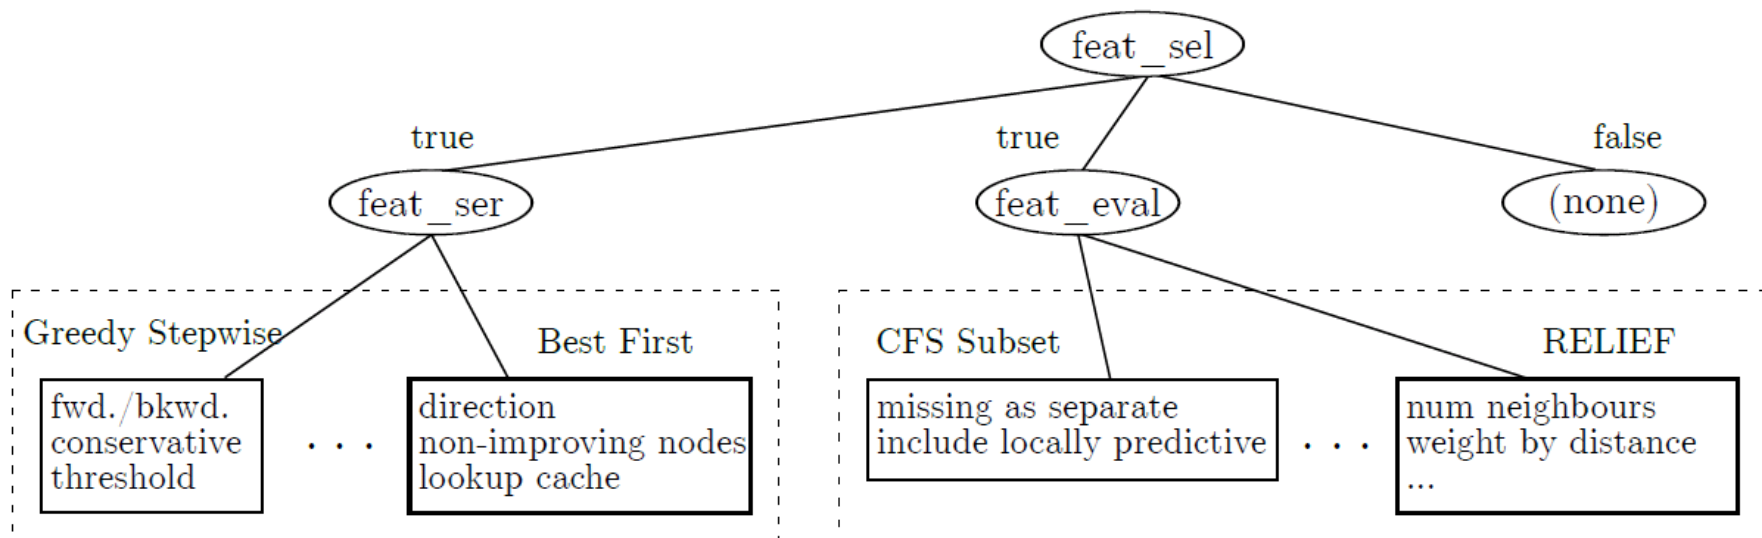 feat_sel
true
true
false
feat_ser
feat_eval
(none)
Greedy Stepwise
Best First
CFS Subset
RELIEF
fwd./bkwd.
conservative
threshold
. . .
direction
non-improving nodes
lookup cache
missing as separate
include locally predictive
. . .
num neighbours
weight by distance
...